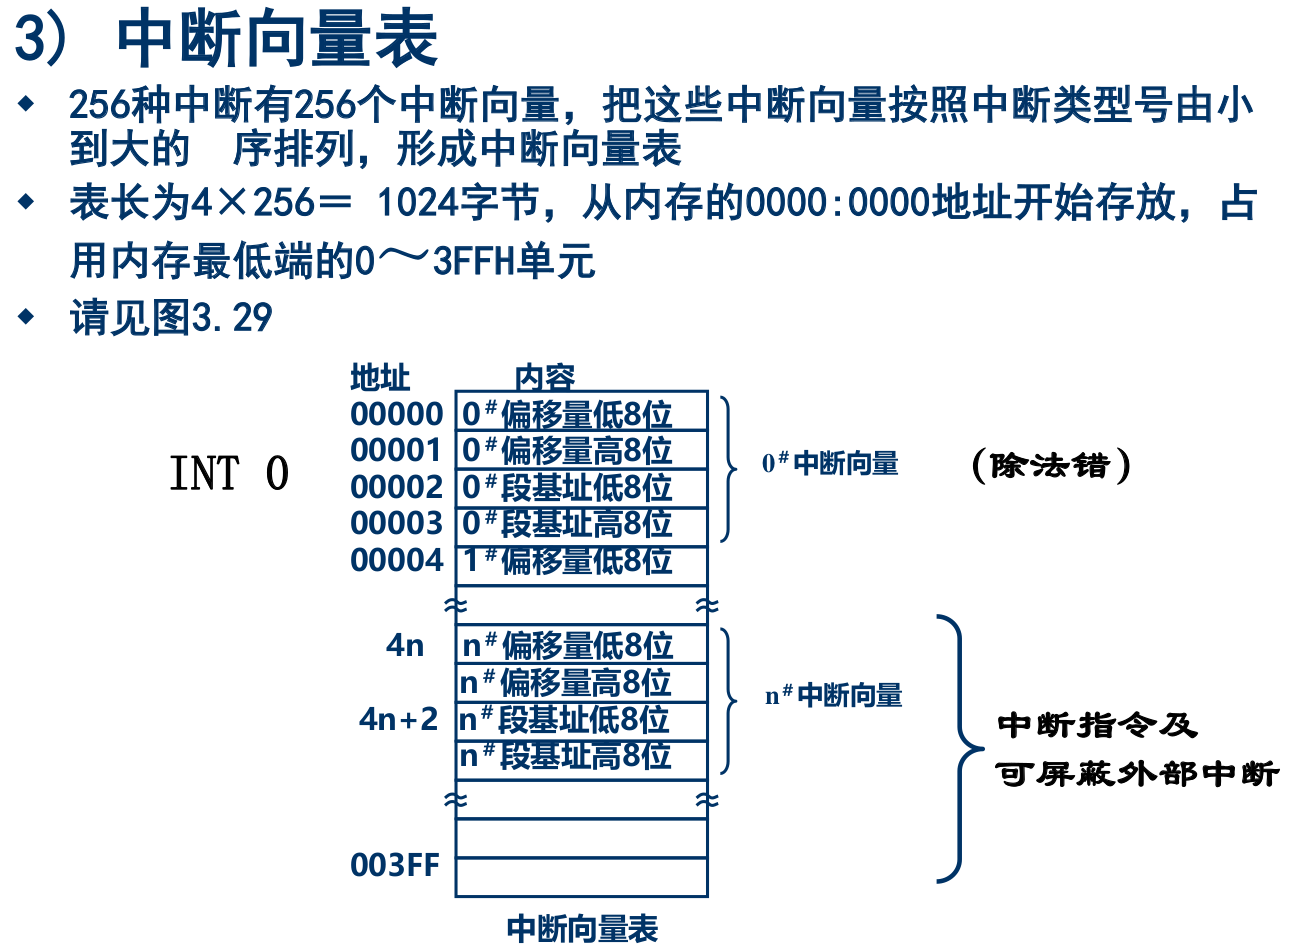 3) 中断向量表
◆ 256种中断有256个中断向量，把这些中断向量按照中断类型号由小
到大的 序排列，形成中断向量表
◆ 表长为4×256＝ 1024字节，从内存的0000:0000地址开始存放，占
用内存最低端的0～3FFH单元
◆ 请见图3.29
地址 内容
00000 0#偏移量低8位
00001 0#偏移量高8位
INT 0
0#中断向量
(除法错)
00002 0#段基址低8位
00003 0#段基址高8位
00004 1#偏移量低8位
4n n#偏移量低8位
n#偏移量高8位
n#中断向量
4n+2 n#段基址低8位
n#段基址高8位
中断指令及
可屏蔽外部中断
003FF
中断向量表